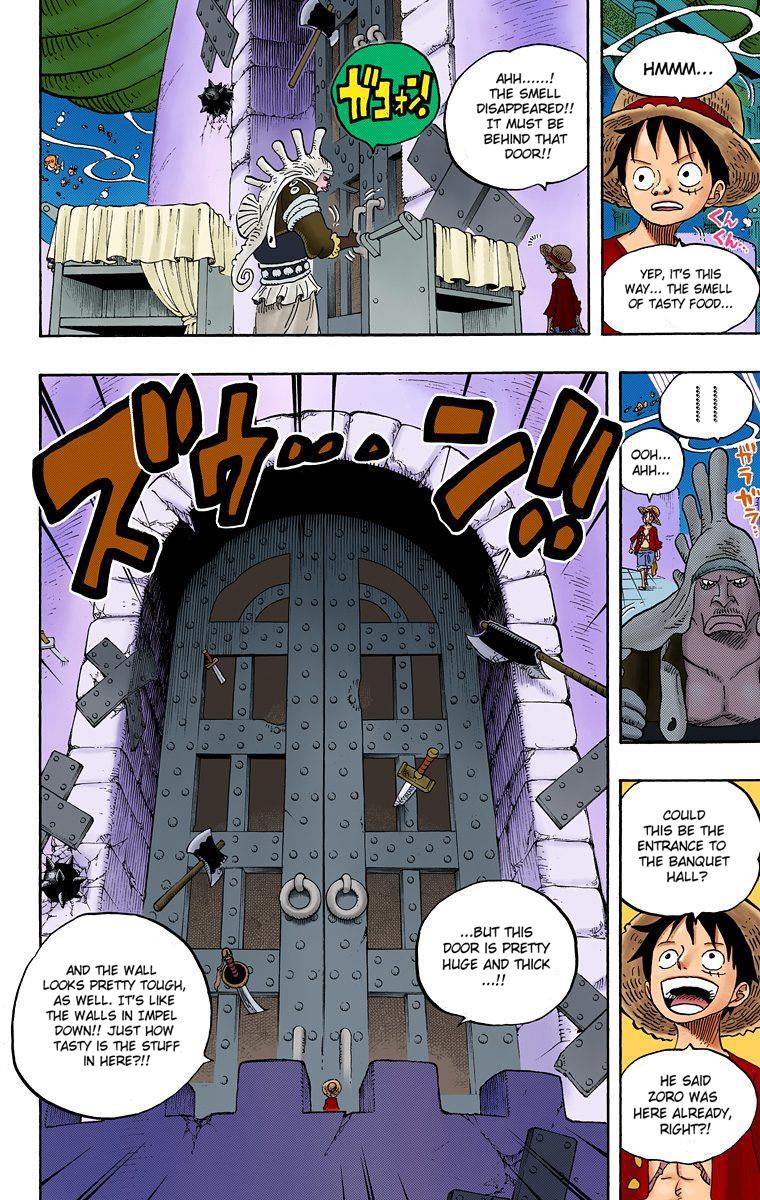 HMMM...
くんくん...
YEP, IT'S THIS
WAY... THE SMELL
OF TASTY FOOD...
AHH......!
THE SMELL
DISAPPEARED!!
IT MUST BE
BEHIND THAT
DOOR!!
ガコォン!
OOH...
AHH...
ガラガラ
COULD
THIS BE THE
ENTRANCE TO
THE BANQUET
HALL?
HE SAID
ZORO WAS
HERE ALREADY,
RIGHT?!
ズゥ・・・ン!!
...BUT THIS
DOOR IS PRETTY
HUGE AND THICK
...!!
AND THE WALL
LOOKS PRETTY TOUGH,
AS WELL. IT'S LIKE
THE WALLS IN IMPEL
DOWN!! JUST HOW
TASTY IS THE STUFF
IN HERE?!!